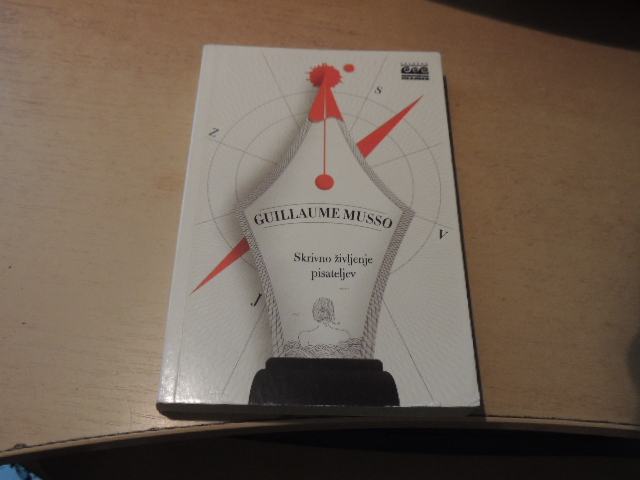 S
Z
GUILLAUME MUSSO
V
Skrivno življenje
pisateljev
J